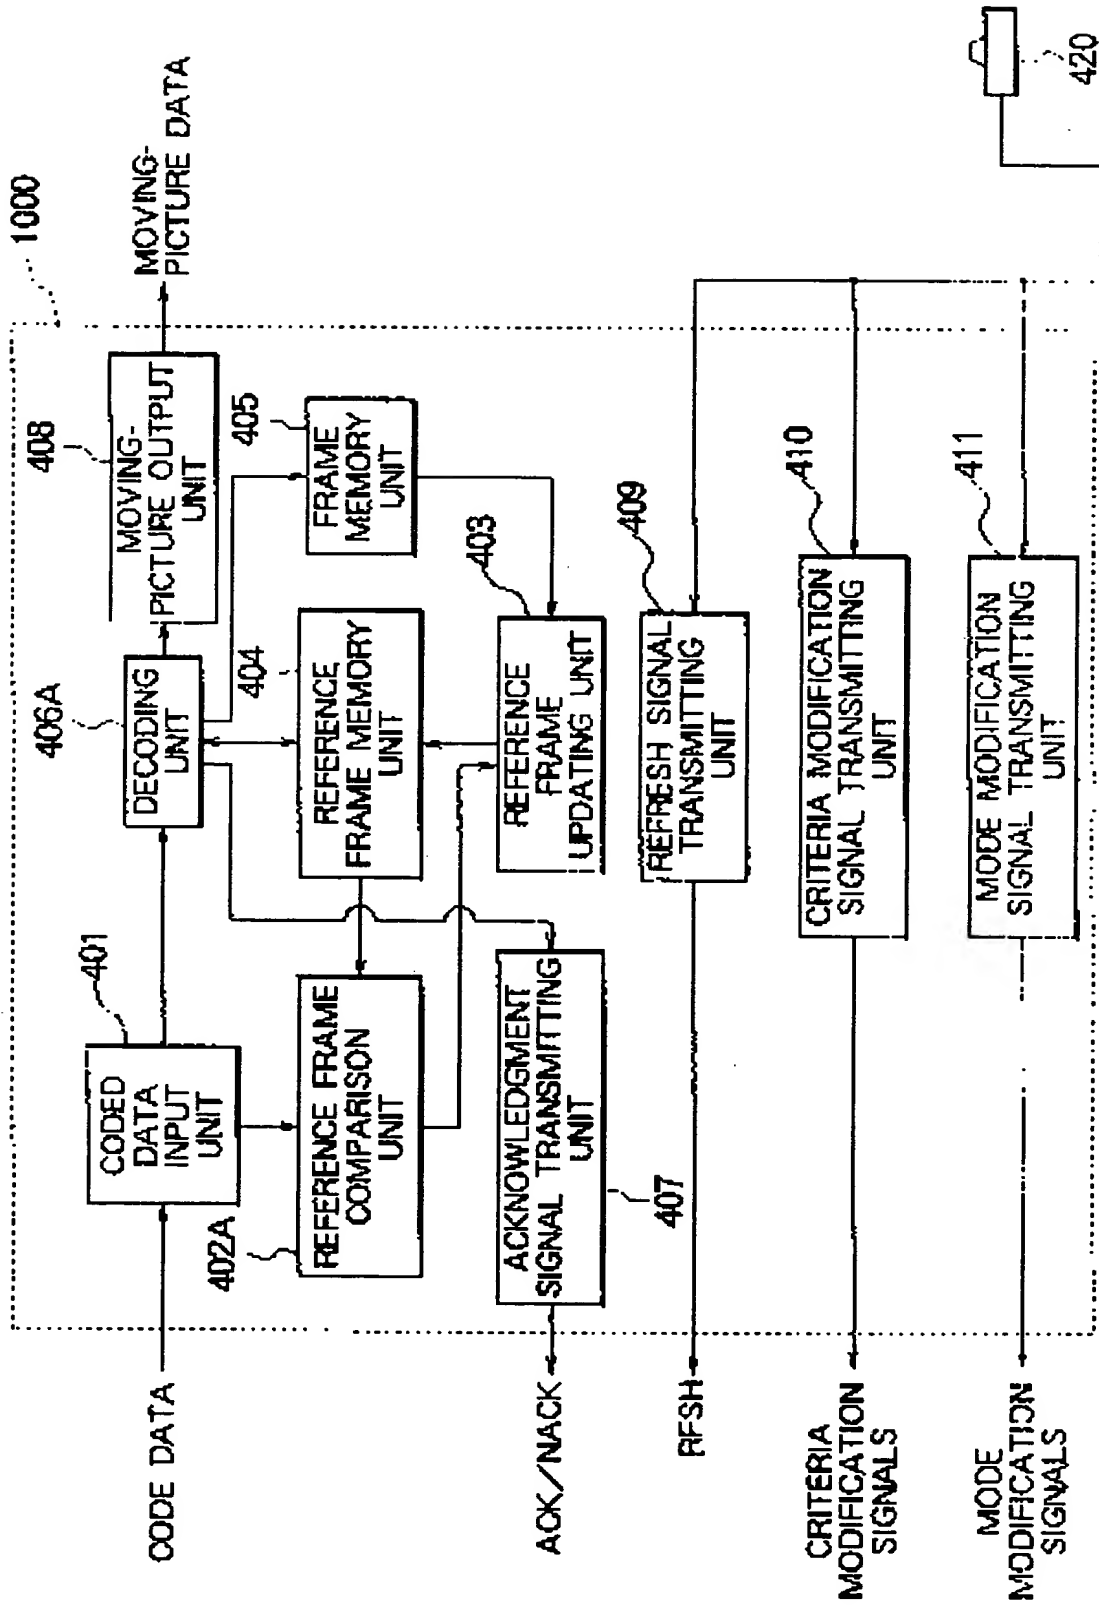 1000
408
MOVING-
PICTURE OUTPUT
UNIT
MOVING-
PICTURE DATA
406A
DECODING
UNIT
405
FRAME
MEMORY
UNIT
401
CODED
DATA
INPUT
UNIT
CODE DATA
404
REFERENCE
FRAME MEMORY
UNIT
402A
REFERENCE FRAME
COMPARISON
UNIT
403
REFERENCE
FRAME
UPDATING UNIT
ACKNOWLEDGMENT
SIGNAL TRANSMITTING
UNIT
407
ACK/NACK
409
REFRESH SIGNAL
TRANSMITTING
UNIT
RFSH
410
CRITERIA MODIFICATION
SIGNAL TRANSMITTING
UNIT
CRITERIA
MODIFICATION
SIGNALS
411
MODE MODIFICATION
SIGNAL TRANSMITTING
UNIT
MODE
MODIFICATION
SIGNALS
420